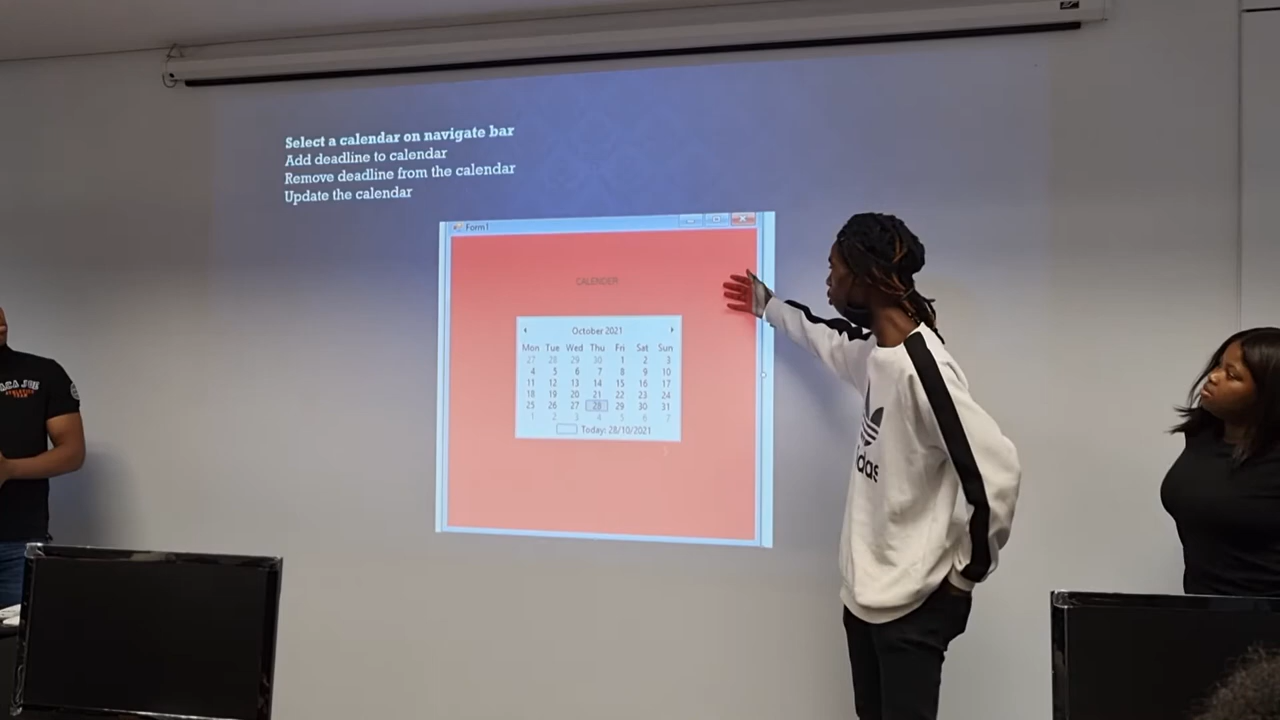 Select a calendar on navigate bar
Add deadline to calendar
Remove deadline from the calendar
Update the calendar
Form1
CALENDER
October 2021
Mon Tue Wed Thu Fri Sat Sun
27 28 29 30 1 2 3
4 5 6 7 8 9 10
11 12 13 14 15 16 17
18 19 20 21 22 23 24
25 26 27 28 29 30 31
1 2 3 4 5 6 7
Today: 28/10/2021
das